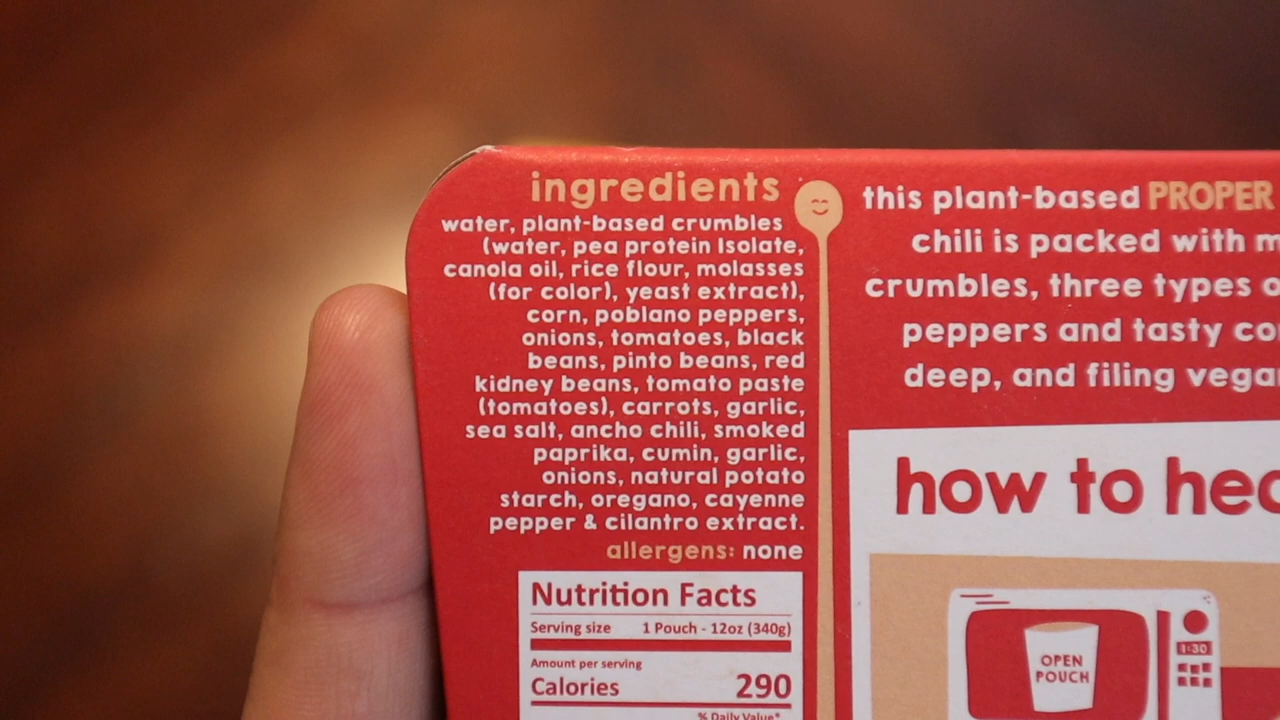 ingredients
water, plant-based crumbles
(water, pea protein Isolate,
canola oil, rice flour, molasses
(for color), yeast extract),
corn, poblano peppers,
onions, tomatoes, black
beans, pinto beans, red
kidney beans, tomato paste
(tomatoes), carrots, garlic,
sea salt, ancho chili, smoked
paprika, cumin, garlic,
onions, natural potato
starch, oregano, cayenne
pepper & cilantro extract.
allergens: none
Nutrition Facts
Serving size 1 Pouch - 12oz (340g)
Amount per serving
Calories 290
% Daily Value*
this plant-based PROPER
chili is packed with
crumbles, three types
peppers and tasty
deep, and filing
how to
1:30
OPEN
POUCH